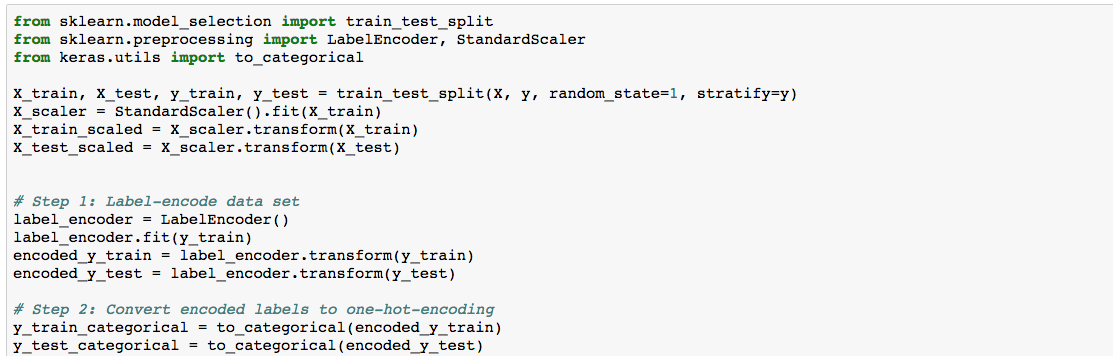 from sklearn.model_selection import train_test_split
from sklearn.preprocessing import LabelEncoder, StandardScaler
from keras.utils import to_categorical
X_train, X_test, y_train, y_test = train_test_split(X, y, random_state=1, stratify=y)
X_scaler = StandardScaler().fit(X_train)
X_train_scaled = X_scaler.transform(X_train)
X_test_scaled = X_scaler.transform(X_test)
# Step 1: Label-encode data set
label_encoder = LabelEncoder()
label_encoder.fit(y_train)
encoded_y_train = label_encoder.transform(y_train)
encoded_y_test = label_encoder.transform(y_test)
# Step 2: Convert encoded labels to one-hot-encoding
y_train_categorical = to_categorical(encoded_y_train)
y_test_categorical = to_categorical(encoded_y_test)